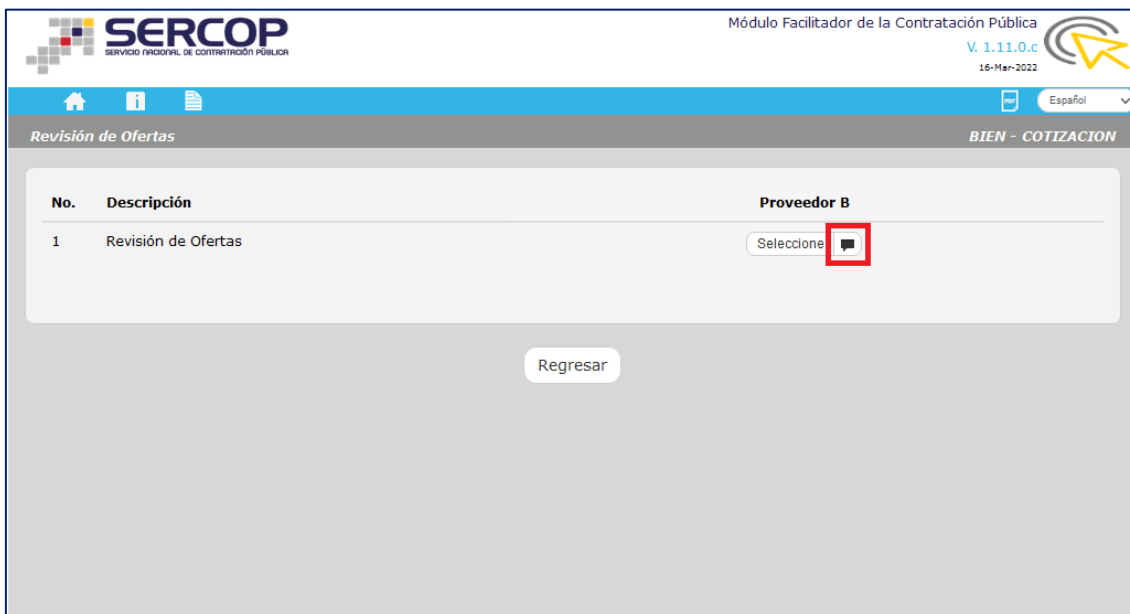 SERCOP
SERVICIO NACIONAL DE CONTRATACIÓN PÚBLICA
Módulo Facilitador de la Contratación Pública
V. 1.11.0.c
16-Mar-2022
i
PDF
Español
Revisión de Ofertas
BIEN - COTIZACION
No. Descripción Proveedor B
1 Revisión de Ofertas Seleccione
Regresar